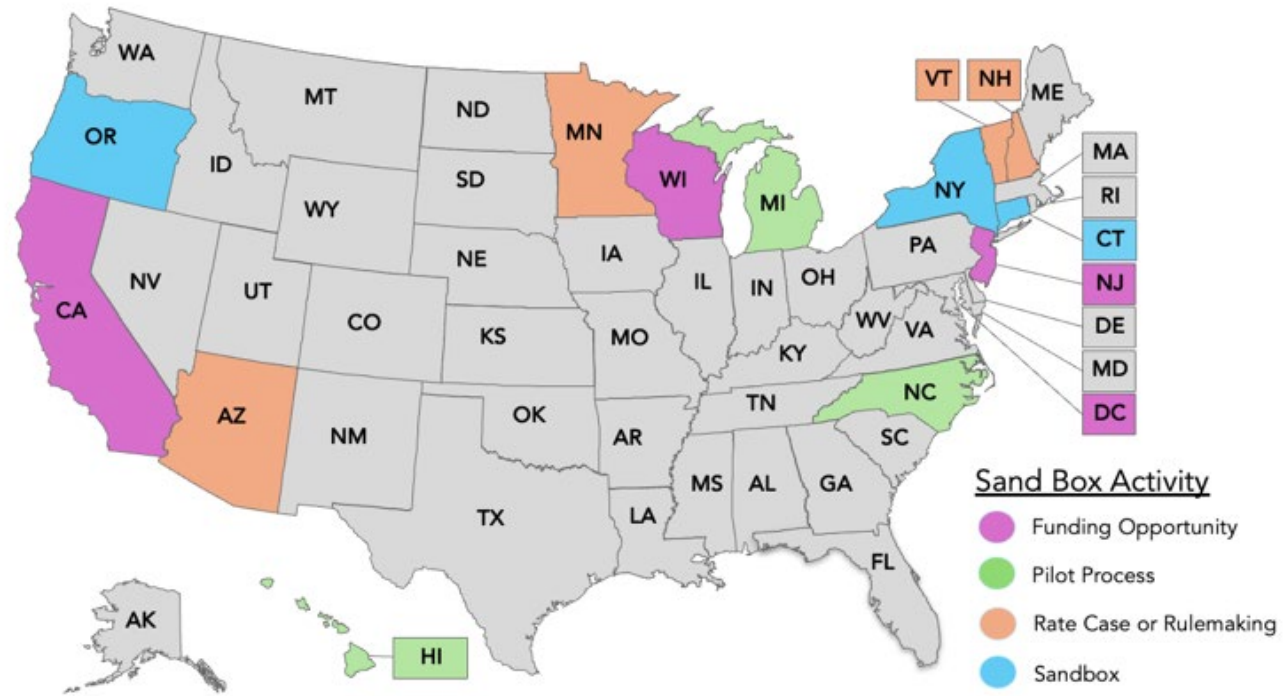 WA
MT
ND
MN
VT
NH
ME
OR
ID
SD
WI
MI
NY
MA
RI
CT
NJ
DE
MD
DC
WY
NE
IA
PA
NV
UT
CO
KS
MO
IL
IN
OH
WV
VA
KY
CA
AZ
NM
OK
AR
TN
NC
SC
TX
LA
MS
AL
GA
FL
AK
HI
Sand Box Activity
Funding Opportunity
Pilot Process
Rate Case or Rulemaking
Sandbox